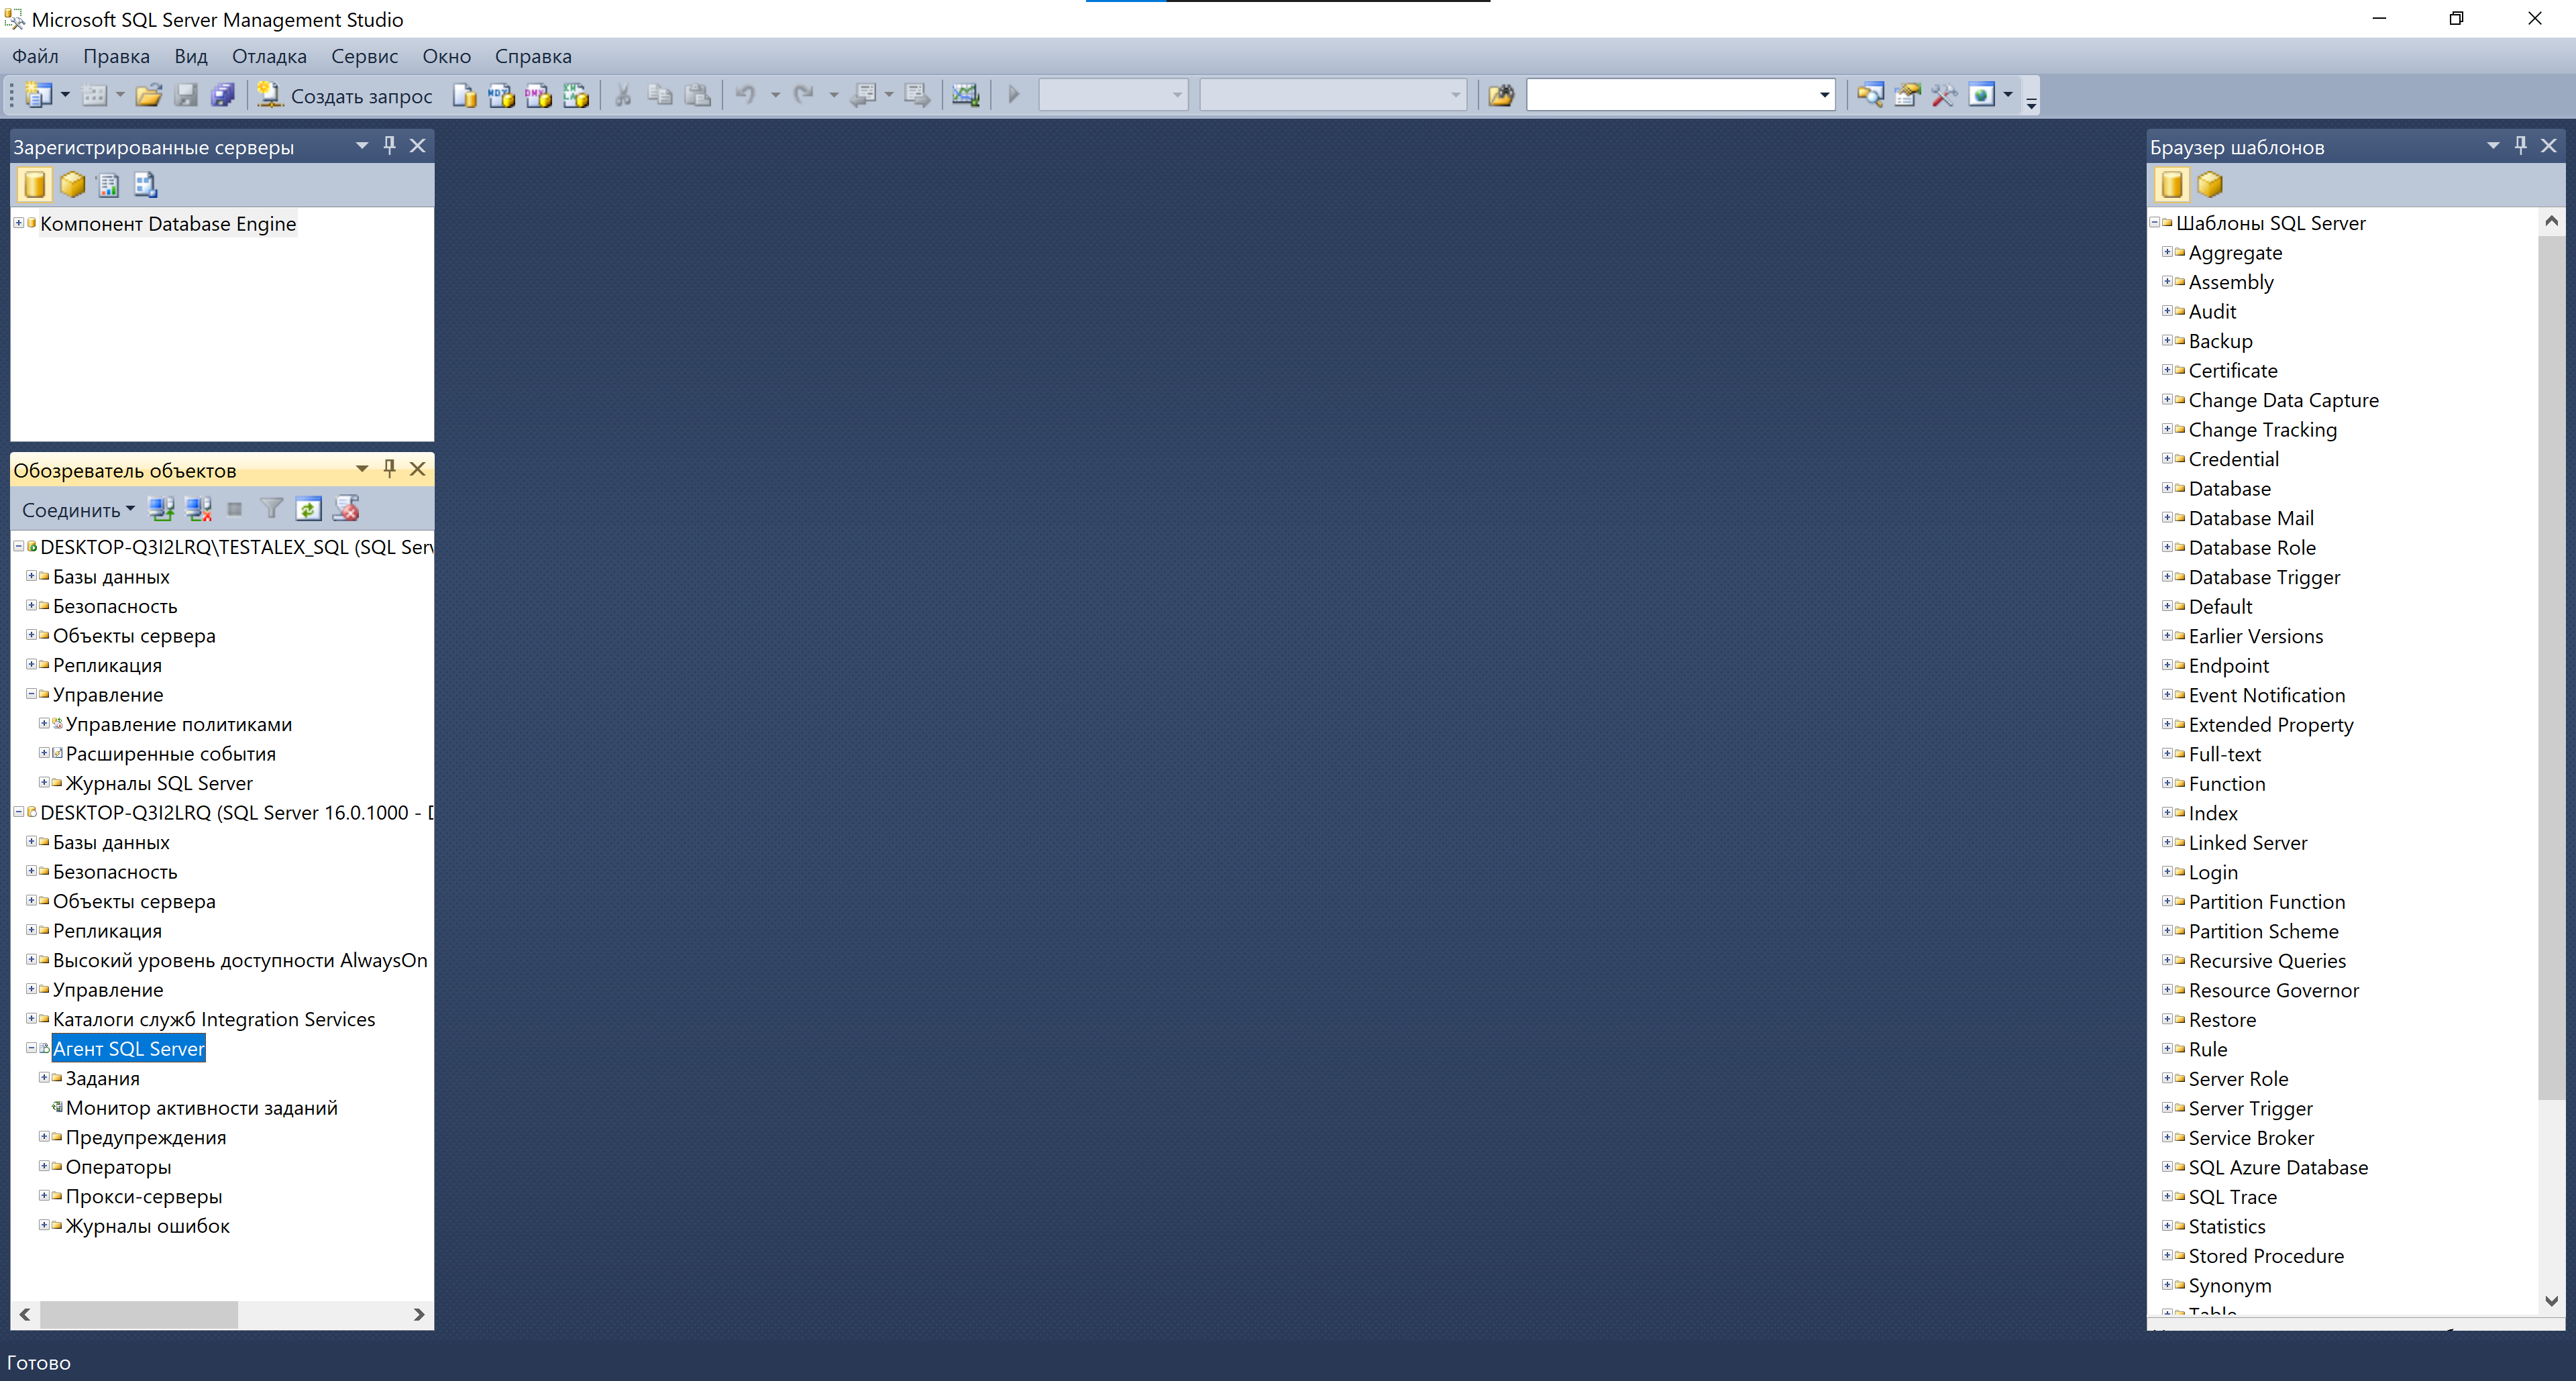 Microsoft SQL Server Management Studio
Файл Правка Вид Отладка Сервис Окно Справка
Создать запрос
Зарегистрированные серверы
Компонент Database Engine
Обозреватель объектов
Соединить
DESKTOP-Q3I2LRQ\TESTALEX_SQL (SQL Serv
Базы данных
Безопасность
Объекты сервера
Репликация
Управление
Управление политиками
Расширенные события
Журналы SQL Server
DESKTOP-Q3I2LRQ (SQL Server 16.0.1000 -
Базы данных
Безопасность
Объекты сервера
Репликация
Высокий уровень доступности AlwaysOn
Управление
Каталоги служб Integration Services
Агент SQL Server
Задания
Монитор активности заданий
Предупреждения
Операторы
Прокси-серверы
Журналы ошибок
Готово
Браузер шаблонов
Шаблоны SQL Server
Aggregate
Assembly
Audit
Backup
Certificate
Change Data Capture
Change Tracking
Credential
Database
Database Mail
Database Role
Database Trigger
Default
Earlier Versions
Endpoint
Event Notification
Extended Property
Full-text
Function
Index
Linked Server
Login
Partition Function
Partition Scheme
Recursive Queries
Resource Governor
Restore
Rule
Server Role
Server Trigger
Service Broker
SQL Azure Database
SQL Trace
Statistics
Stored Procedure
Synonym
Table